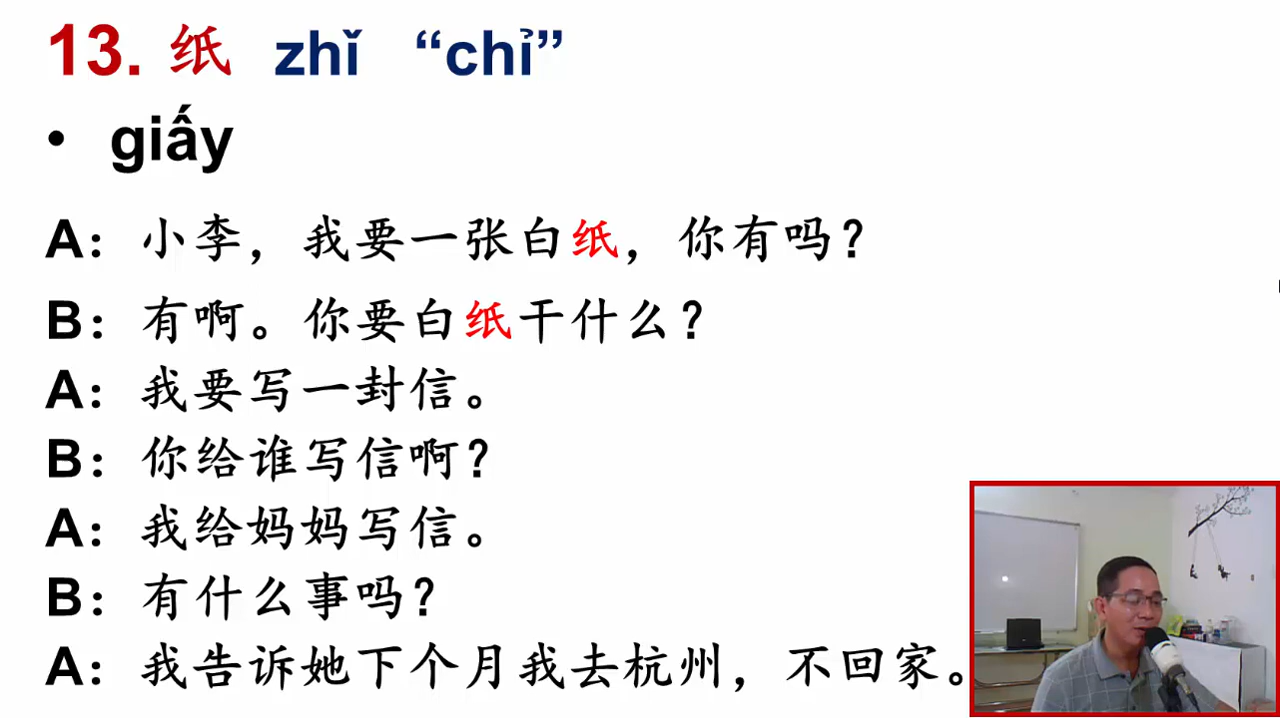 13. 纸 zhǐ “chỉ”
• giấy
A：小李，我要一张白纸，你有吗？
B：有啊。你要白纸干什么？
A：我要写一封信。
B：你给谁写信啊？
A：我给妈妈写信。
B：有什么事吗？
A：我告诉她下个月我去杭州，不回家。